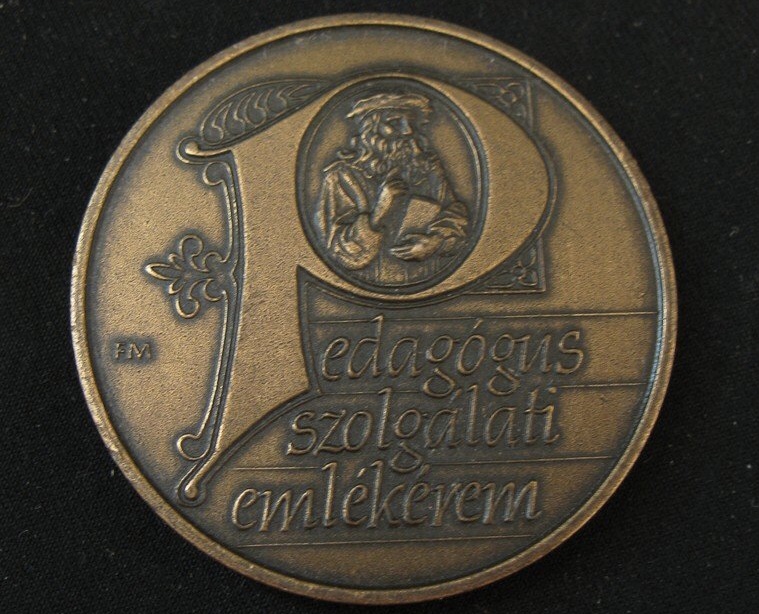 Pedagógus
szolgálati
emlékérem
FM